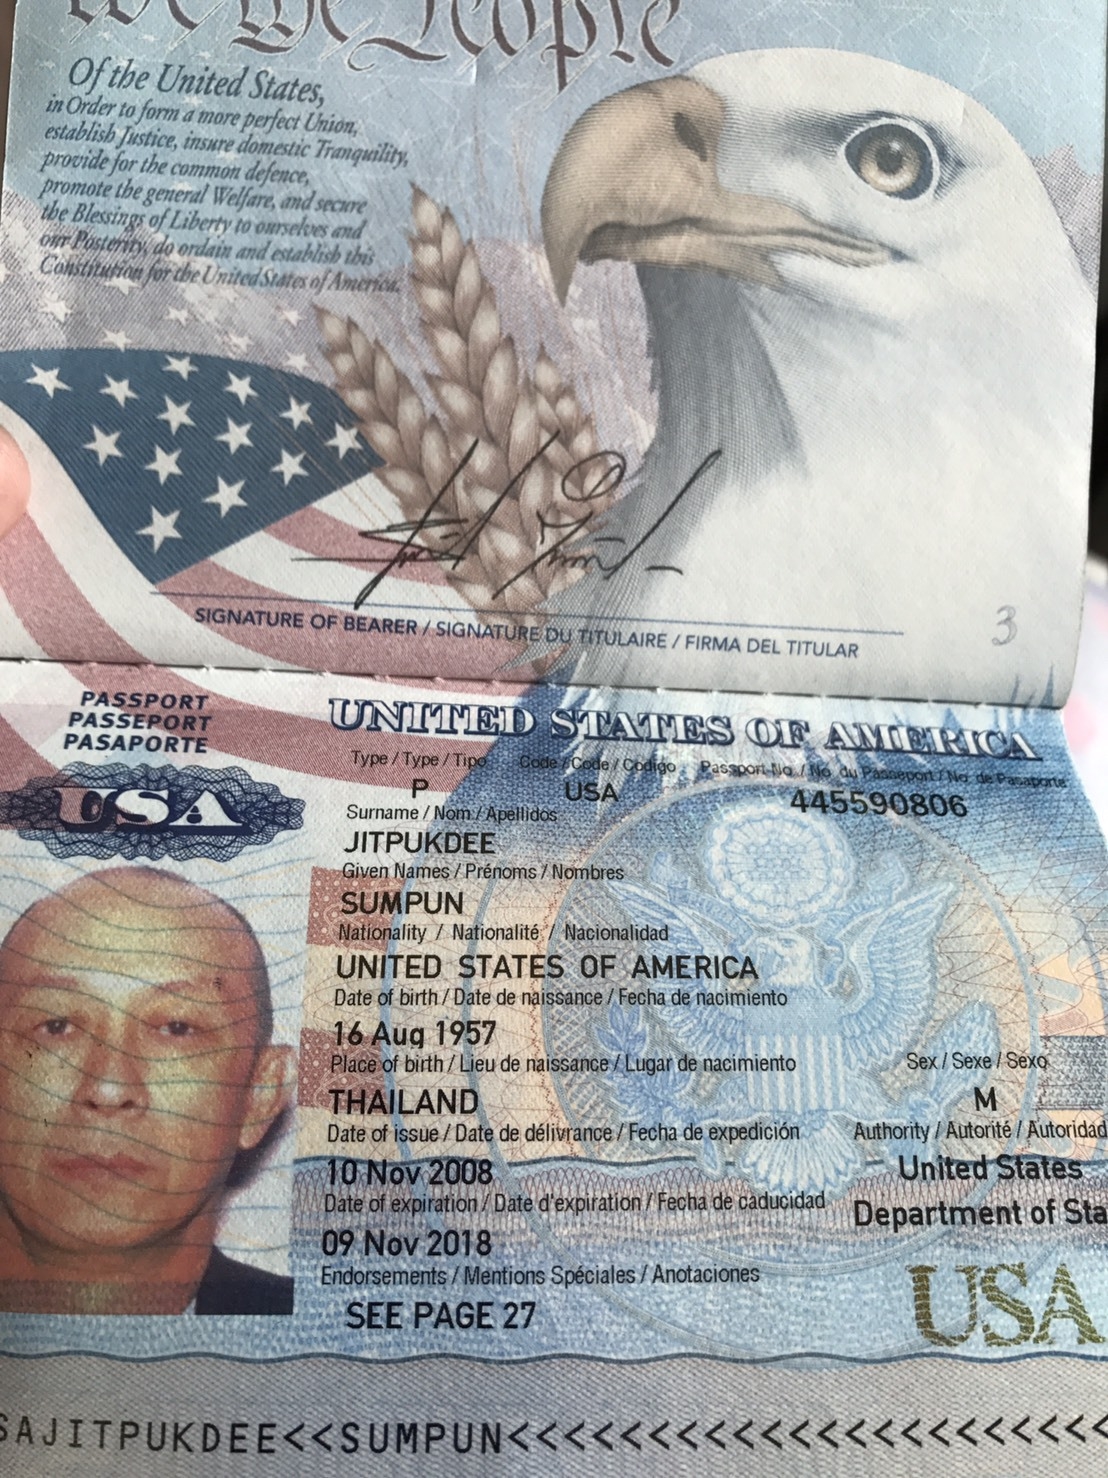 We the People
Of the United States,
in Order to form a more perfect Union,
establish Justice, insure domestic Tranquility,
provide for the common defence,
promote the general Welfare, and secure
the Blessings of Liberty to ourselves and
our Posterity, do ordain and establish this
Constitution for the United States of America.
SIGNATURE OF BEARER / SIGNATURE DU TITULAIRE / FIRMA DEL TITULAR
3
PASSPORT
PASSEPORT
PASAPORTE
USA
UNITED STATES OF AMERICA
Type / Type / Tipo Code / Code / Codigo Passport No. / No. du Passeport / No. de Pasaporte
P USA 445590806
Surname / Nom / Apellidos
JITPUKDEE
Given Names / Prénoms / Nombres
SUMPUN
Nationality / Nationalité / Nacionalidad
UNITED STATES OF AMERICA
Date of birth / Date de naissance / Fecha de nacimiento
16 Aug 1957
Place of birth / Lieu de naissance / Lugar de nacimiento Sex / Sexe / Sexo
THAILAND M
Date of issue / Date de délivrance / Fecha de expedición Authority / Autorité / Autoridad
10 Nov 2008 United States
Date of expiration / Date d'expiration / Fecha de caducidad Department of Sta
09 Nov 2018
Endorsements / Mentions Spéciales / Anotaciones
SEE PAGE 27
USA
SAJITPUKDEE<<SUMPUN<<<<<<<<<<<<<<<<<<<<<